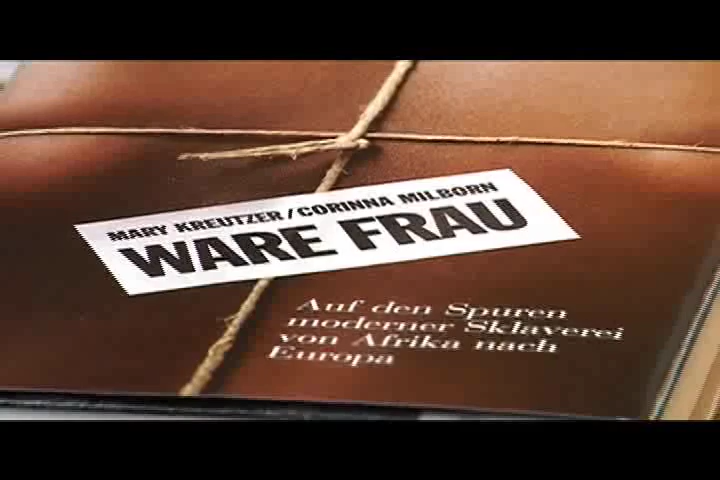 MARY KREUTZER/CORINNA MILBORN
WARE FRAU
Auf den Spuren
moderner Sklaverei
von Afrika nach
Europa